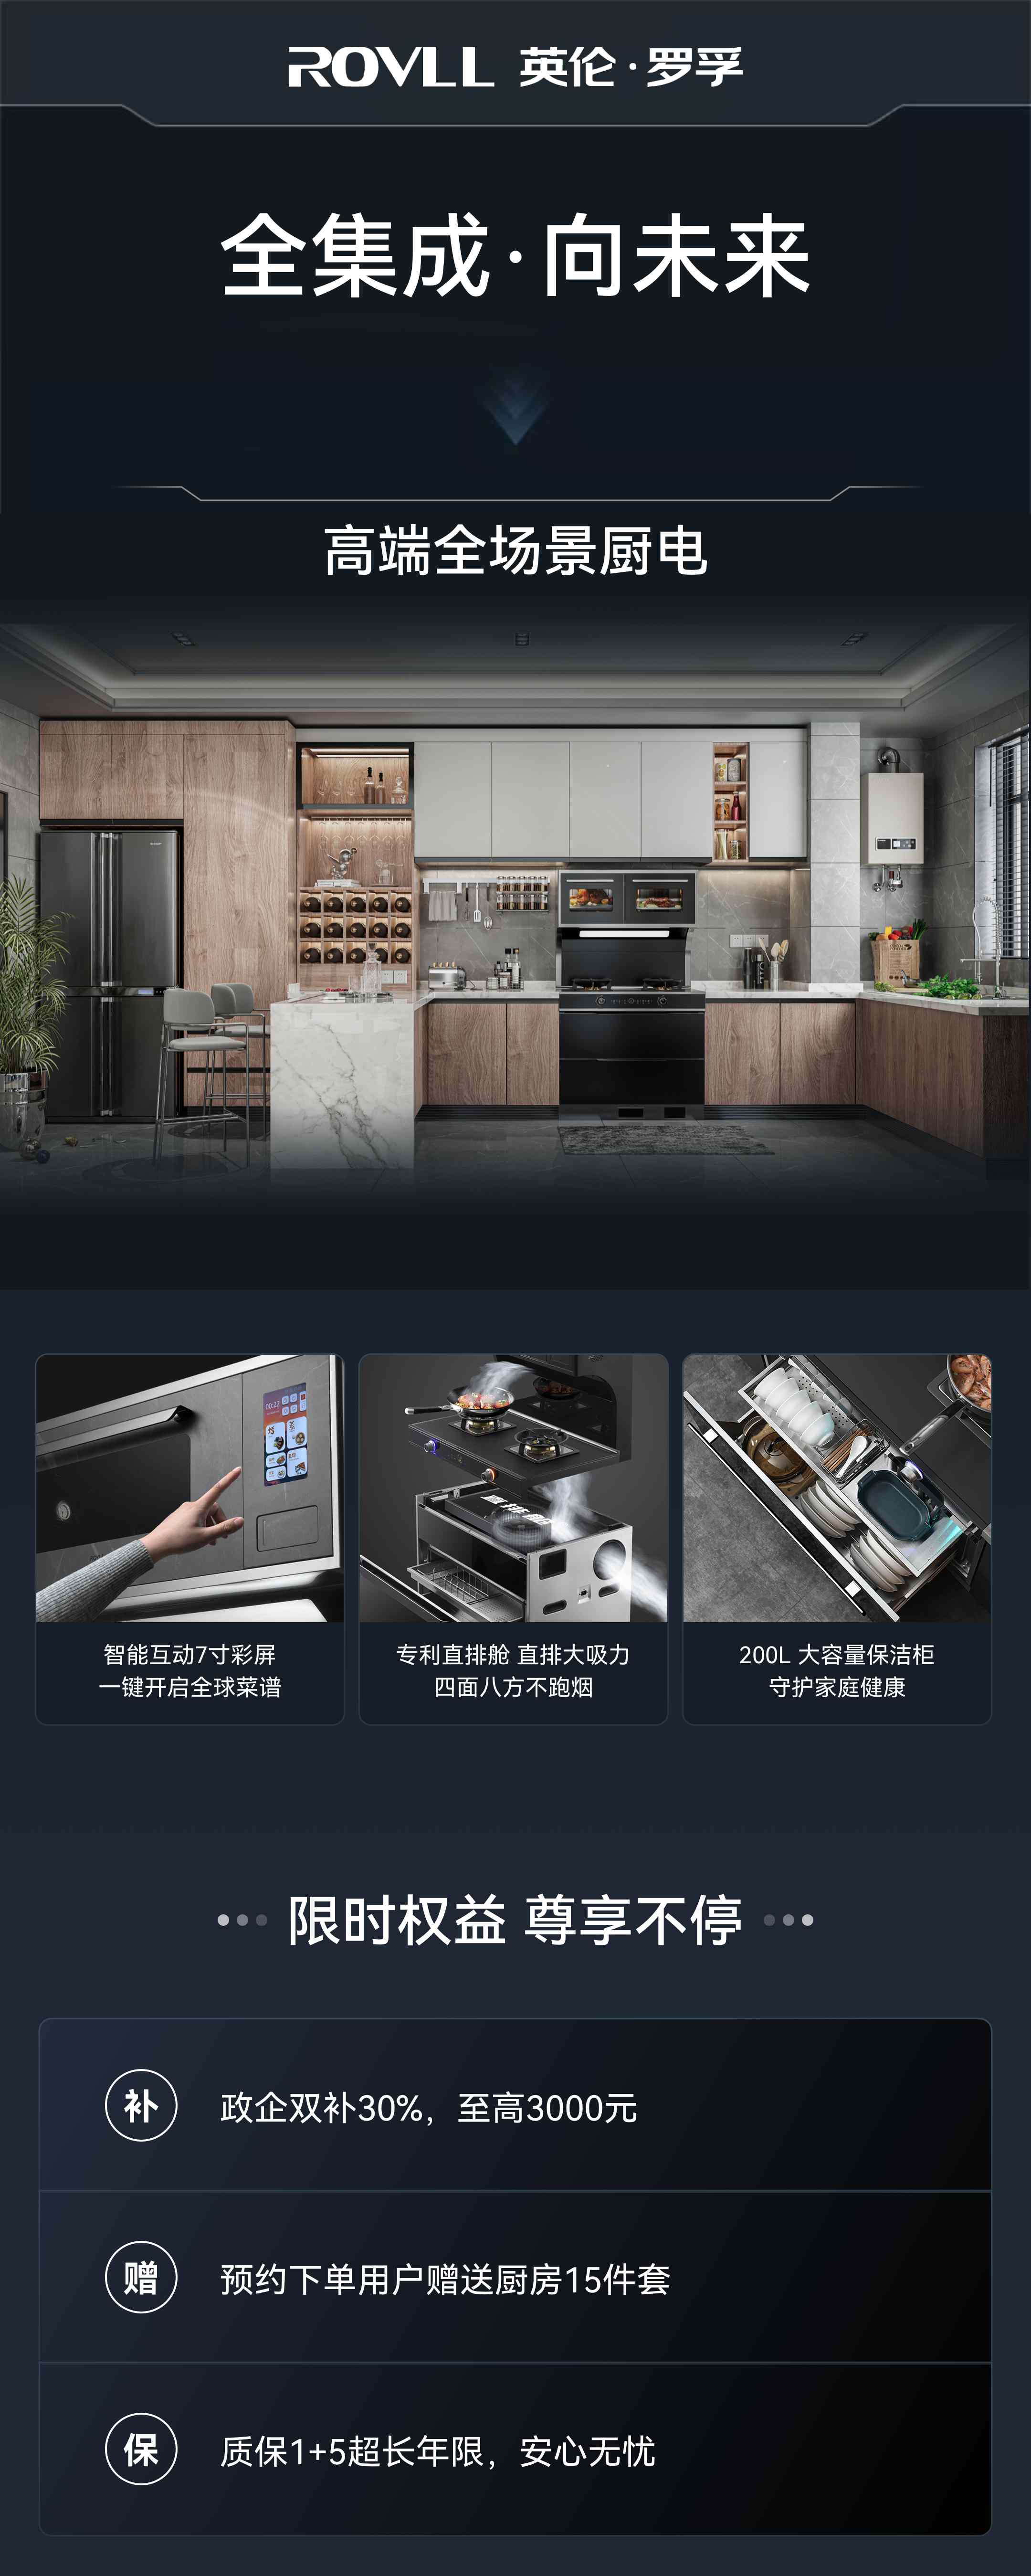 ROVLL 英伦·罗孚
全集成·向未来
高端全场景厨电
00:22
智能互动7寸彩屏
一键开启全球菜谱
专利直排舱 直排大吸力
四面八方不跑烟
200L 大容量保洁柜
守护家庭健康
限时权益 尊享不停
补
政企双补30%，至高3000元
赠
预约下单用户赠送厨房15件套
保
质保1+5超长年限，安心无忧